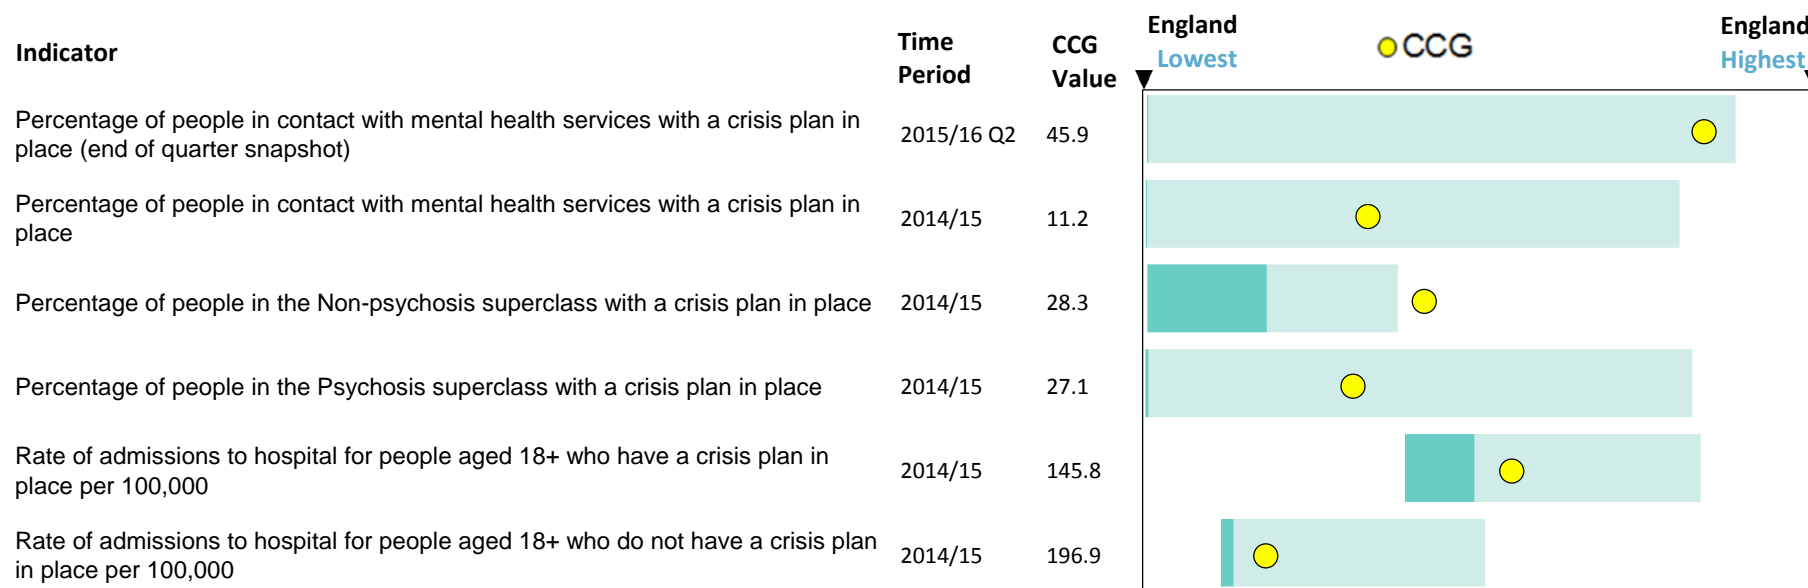 Indicator
Time Period
CCG Value
England Lowest
CCG
England Highest
Percentage of people in contact with mental health services with a crisis plan in
place (end of quarter snapshot)
2015/16 Q2
45.9
Percentage of people in contact with mental health services with a crisis plan in
place
2014/15
11.2
Percentage of people in the Non-psychosis superclass with a crisis plan in place
2014/15
28.3
Percentage of people in the Psychosis superclass with a crisis plan in place
2014/15
27.1
Rate of admissions to hospital for people aged 18+ who have a crisis plan in
place per 100,000
2014/15
145.8
Rate of admissions to hospital for people aged 18+ who do not have a crisis plan
in place per 100,000
2014/15
196.9